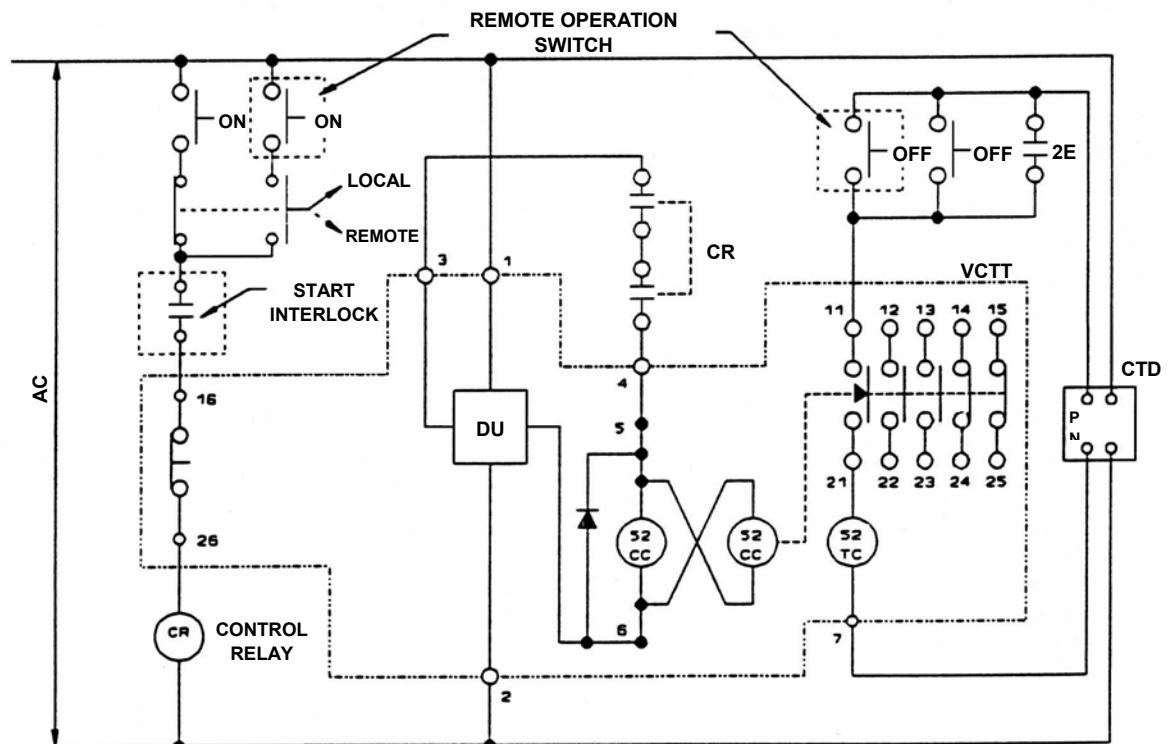 REMOTE OPERATION
SWITCH
ON
ON
OFF
OFF
2E
LOCAL
REMOTE
CR
3
1
VCTT
START
INTERLOCK
11
12
13
14
15
4
CTD
AC
16
DU
5
P
N
21
22
23
24
25
26
52
CC
52
CC
52
TC
CR
CONTROL
RELAY
6
7
2